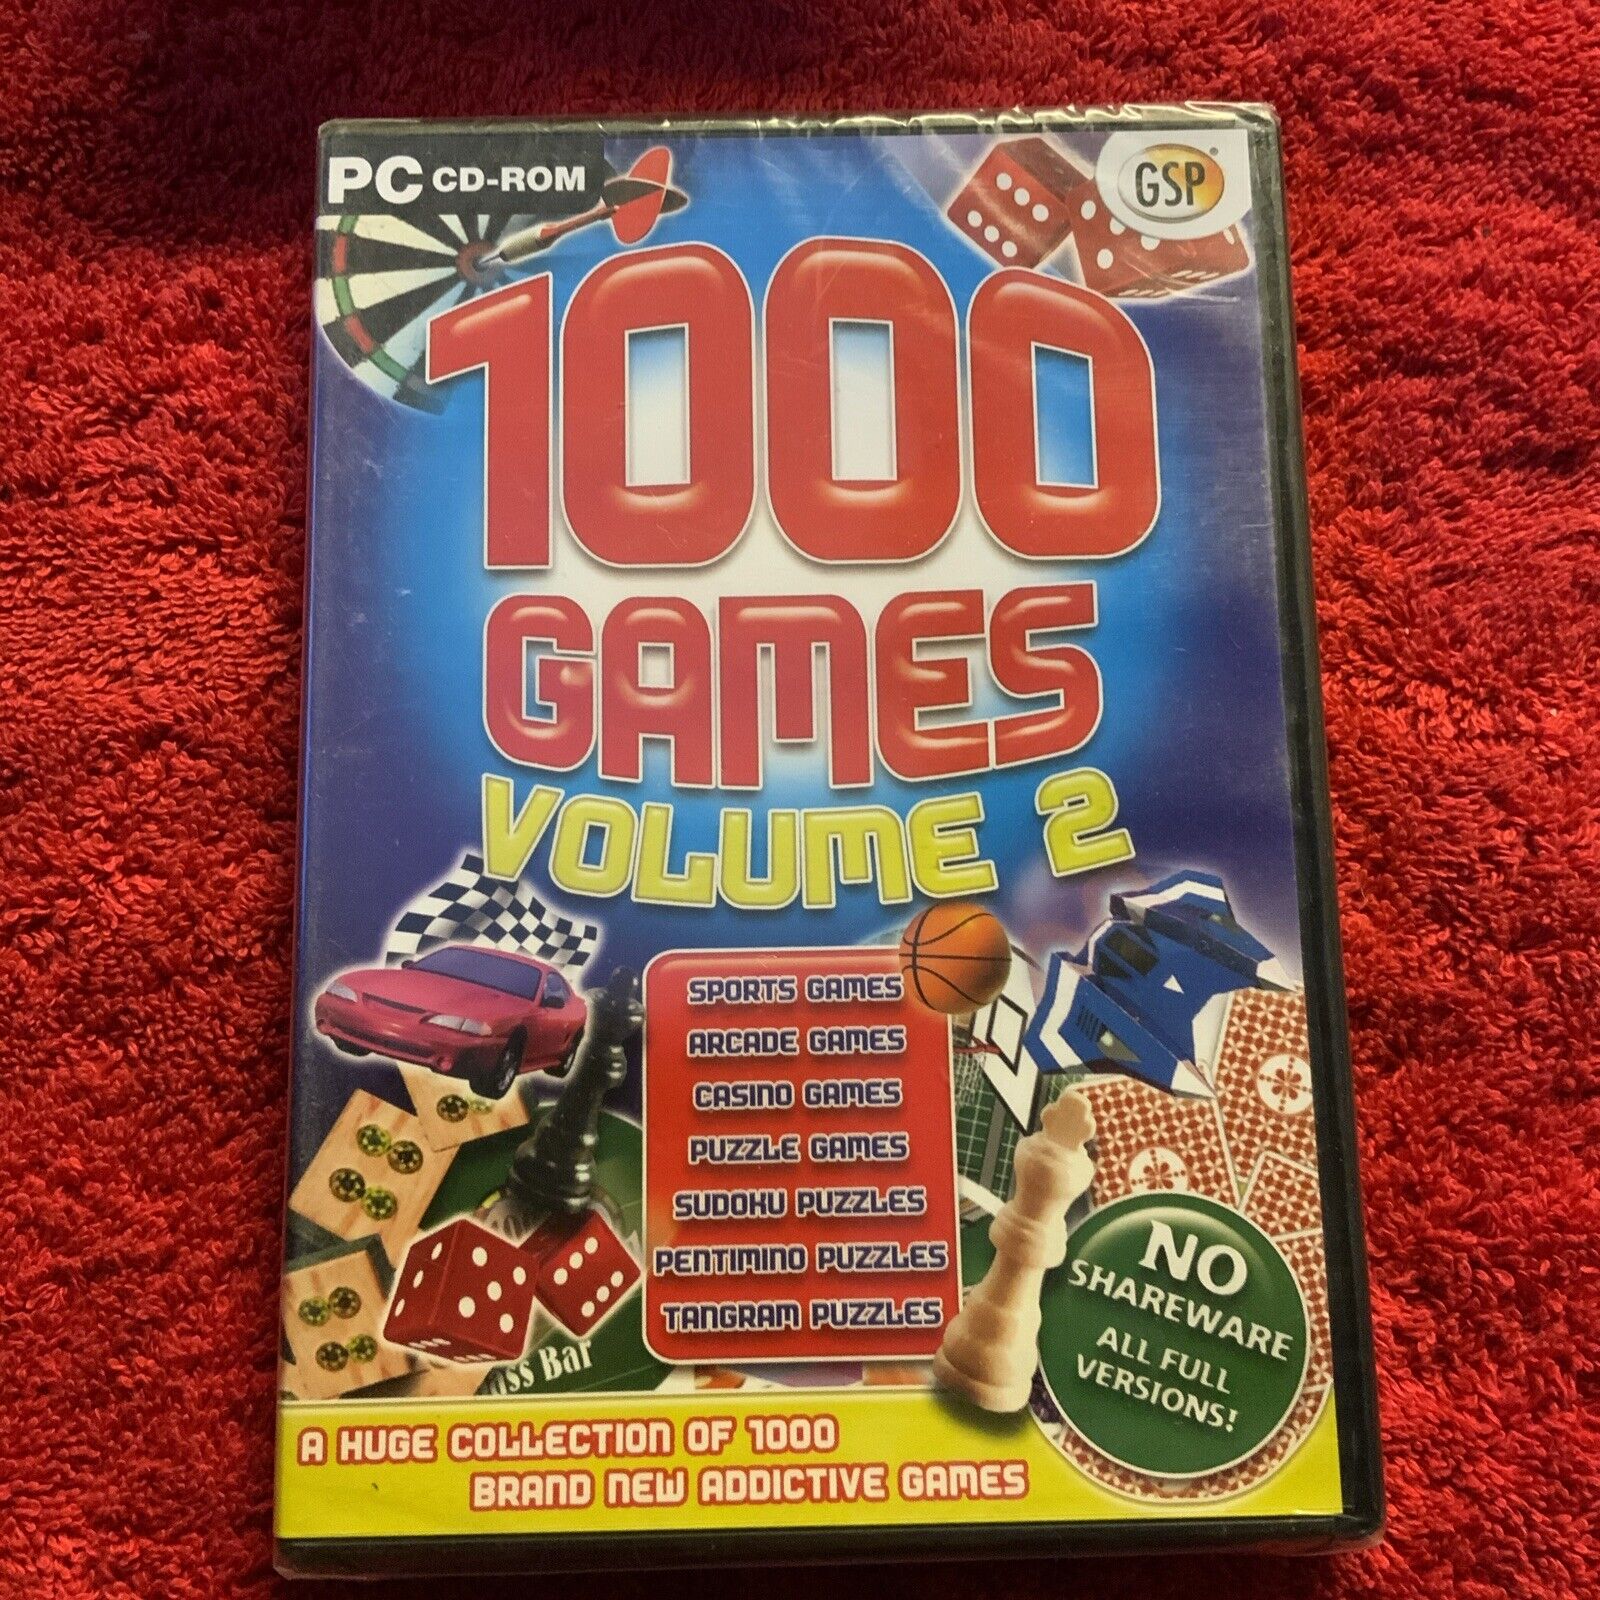 PC CD-ROM
GSP
1000
GAMES
VOLUME 2
SPORTS GAMES
ARCADE GAMES
CASINO GAMES
PUZZLE GAMES
SUDOKU PUZZLES
PENTIMINO PUZZLES
TANGRAM PUZZLES
NO
SHAREWARE
ALL FULL
VERSIONS!
Bar
A HUGE COLLECTION OF 1000
BRAND NEW ADDICTIVE GAMES